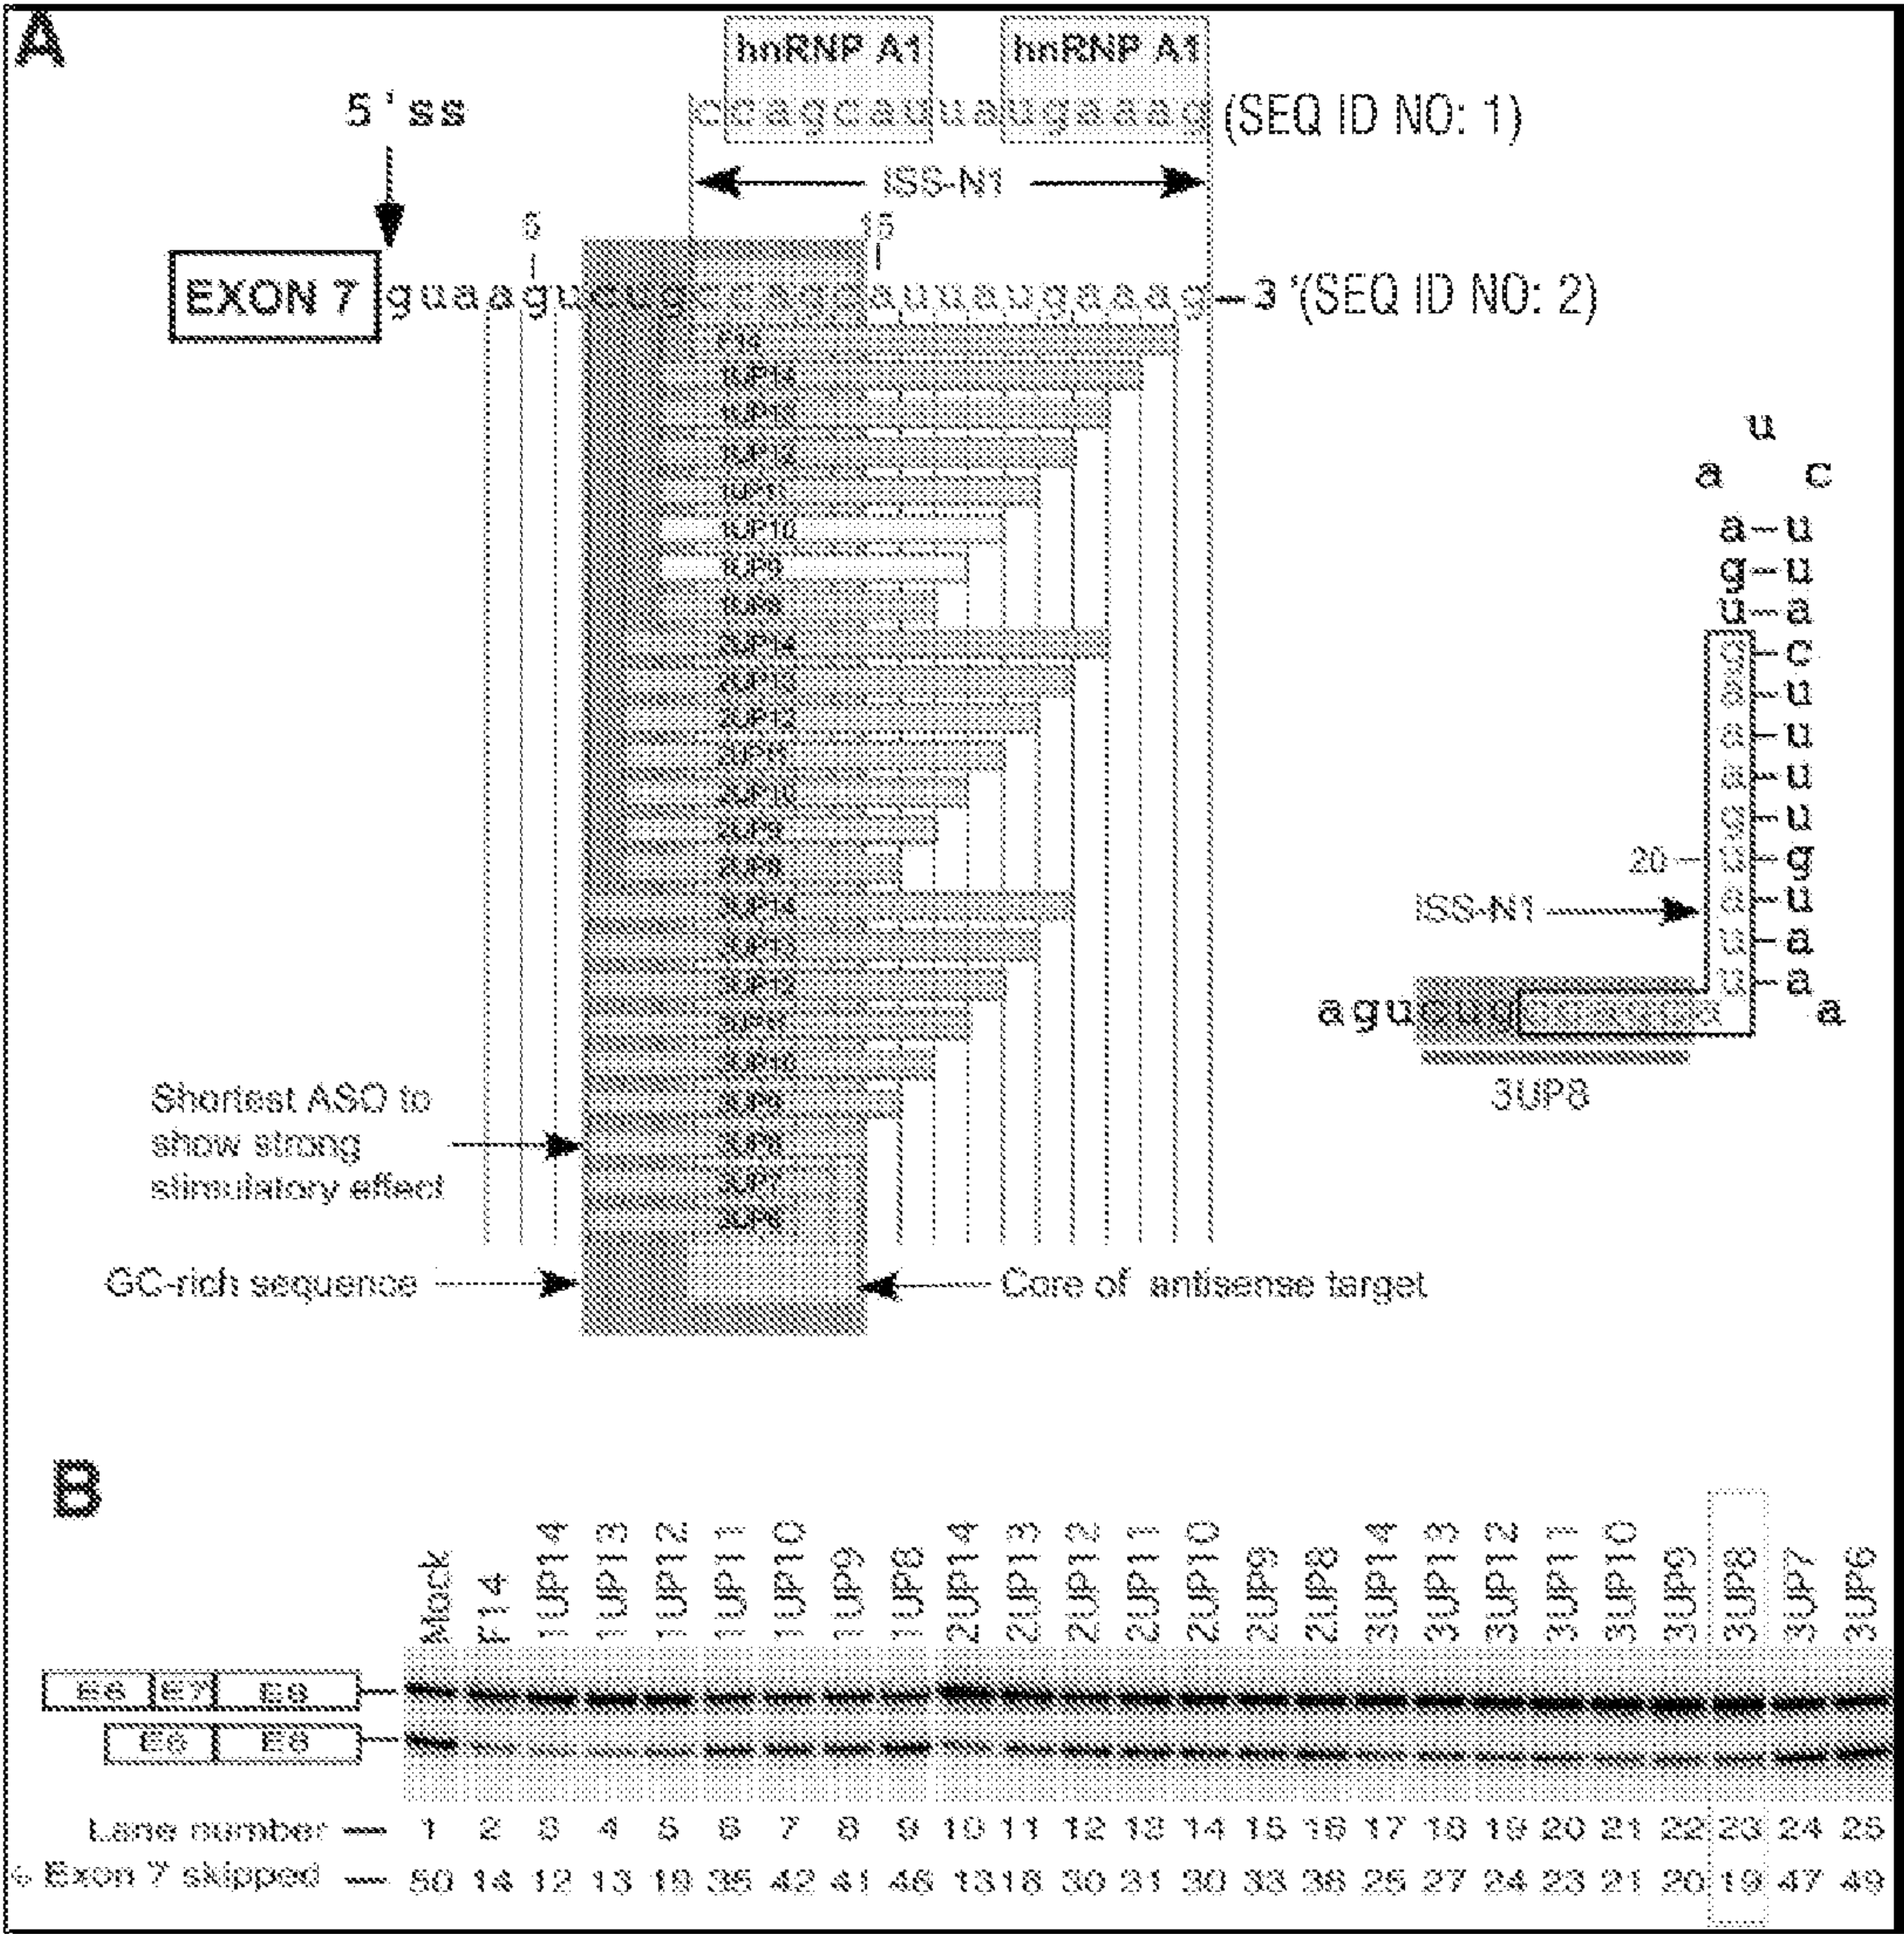 A
hnRNP A1 hnRNP A1
5'ss
ccagcauuaugaaag (SEQ ID NO: 1)
ISS-N1
5 15
EXON 7 guaagucugccagcauuaugaaag–3'(SEQ ID NO: 2)
F14
1UP14
1UP13
1UP12
1UP11
1UP10
1UP9
1UP8
2UP14
2UP13
2UP12
2UP11
2UP10
2UP9
2UP8
3UP14
3UP13
3UP12
3UP11
3UP10
3UP9
3UP8
3UP7
3UP6
Shortest ASO to
show strong
stimulatory effect
GC-rich sequence
Core of antisense target
u
a c
a–u
g–u
u–a
g–c
a–u
a–u
a–u
g–u
20–u–g
a–u
ISS-N1
u–a
u–a
agucugccagca a
3UP8
B
Mock F14 1UP14 1UP13 1UP12 1UP11 1UP10 1UP9 1UP8 2UP14 2UP13 2UP12 2UP11 2UP10 2UP9 2UP8 3UP14 3UP13 3UP12 3UP11 3UP10 3UP9 3UP8 3UP7 3UP6
E6 E7 E8
E6 E8
Lane number — 1 2 3 4 5 6 7 8 9 10 11 12 13 14 15 16 17 18 19 20 21 22 23 24 25
Exon 7 skipped — 50 14 12 13 19 35 42 41 46 13 18 30 31 30 33 36 25 27 24 23 21 20 19 47 49